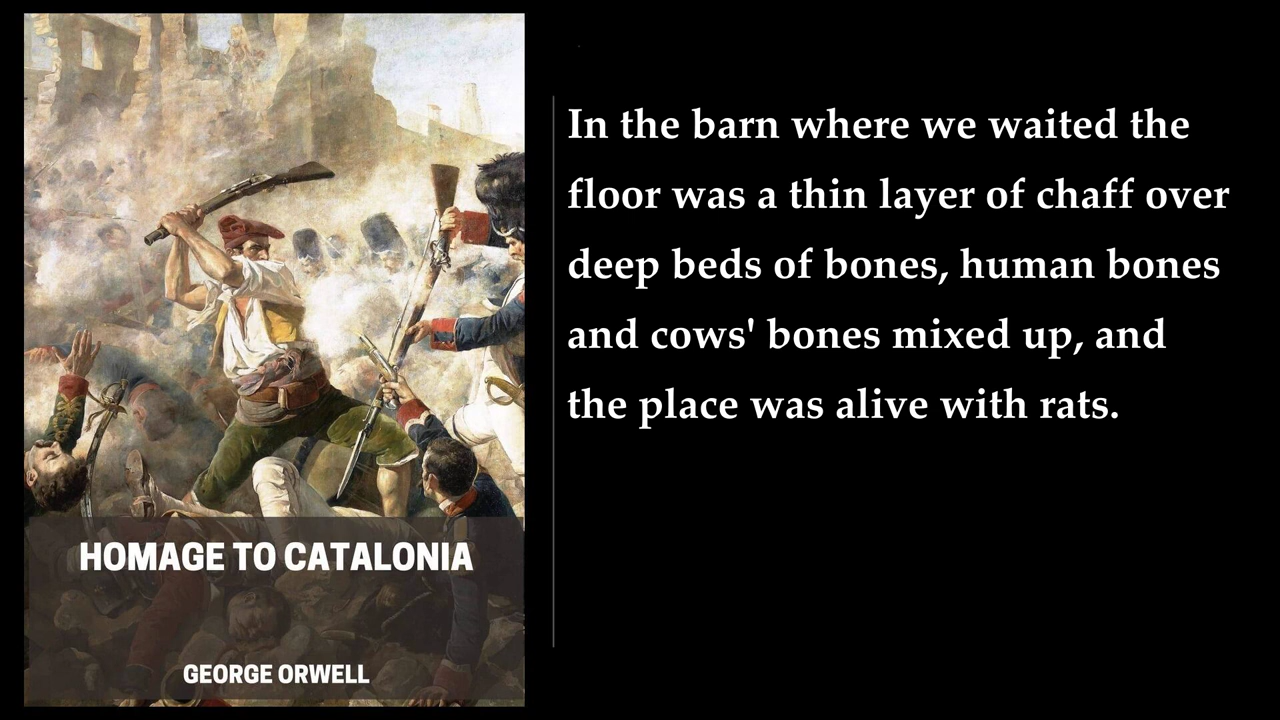 HOMAGE TO CATALONIA
GEORGE ORWELL
In the barn where we waited the
floor was a thin layer of chaff over
deep beds of bones, human bones
and cows' bones mixed up, and
the place was alive with rats.